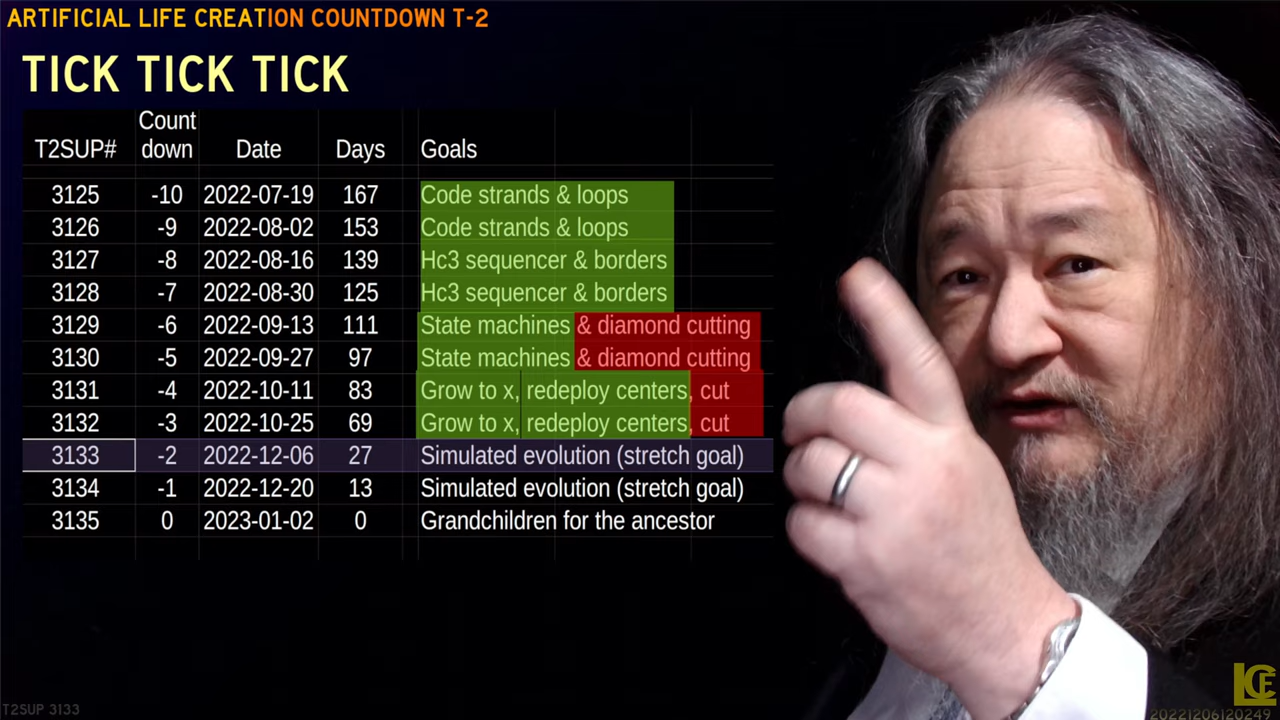 ARTIFICIAL LIFE CREATION COUNTDOWN T-2
TICK TICK TICK
Count
T2SUP# down Date Days Goals
3125 -10 2022-07-19 167 Code strands & loops
3126 -9 2022-08-02 153 Code strands & loops
3127 -8 2022-08-16 139 Hc3 sequencer & borders
3128 -7 2022-08-30 125 Hc3 sequencer & borders
3129 -6 2022-09-13 111 State machines & diamond cutting
3130 -5 2022-09-27 97 State machines & diamond cutting
3131 -4 2022-10-11 83 Grow to x, redeploy centers, cut
3132 -3 2022-10-25 69 Grow to x, redeploy centers, cut
3133 -2 2022-12-06 27 Simulated evolution (stretch goal)
3134 -1 2022-12-20 13 Simulated evolution (stretch goal)
3135 0 2023-01-02 0 Grandchildren for the ancestor
T2SUP 3133
20221206120249